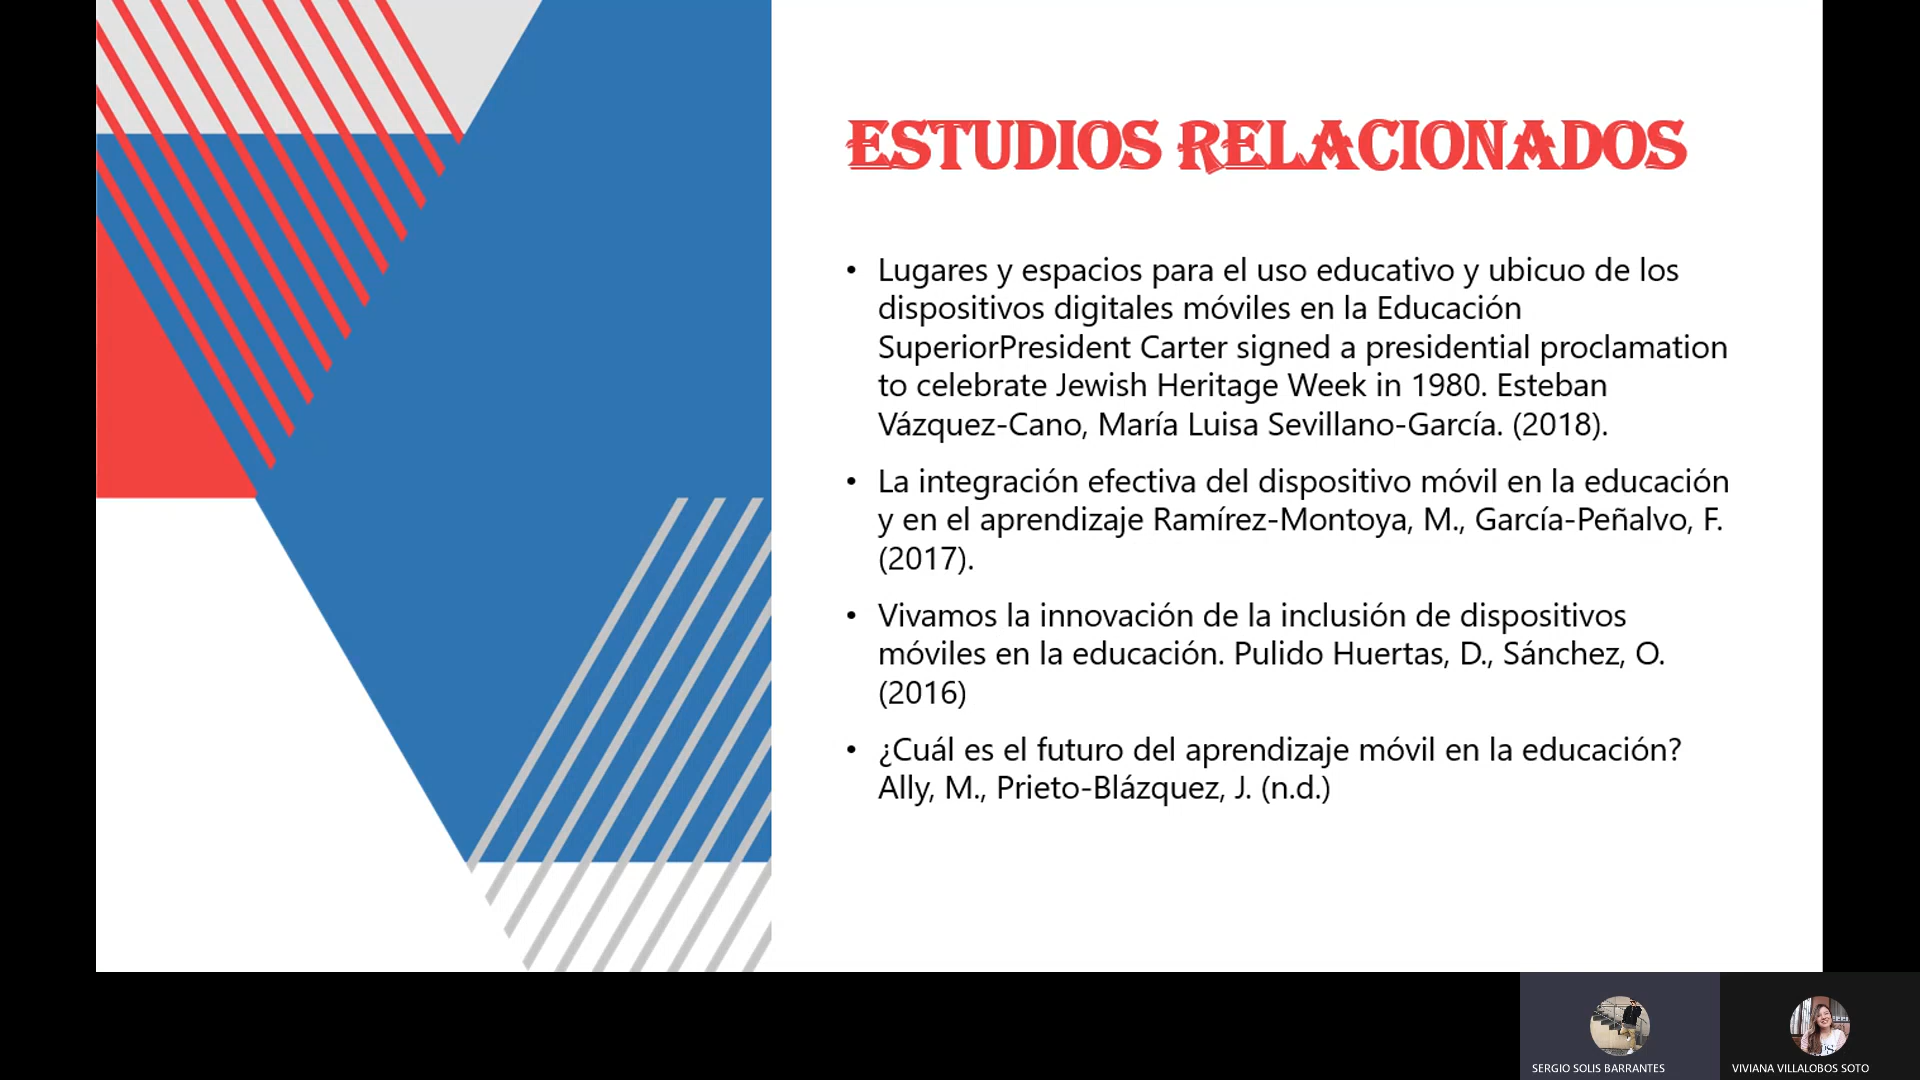 ESTUDIOS RELACIONADOS
• Lugares y espacios para el uso educativo y ubicuo de los
dispositivos digitales móviles en la Educación
SuperiorPresident Carter signed a presidential proclamation
to celebrate Jewish Heritage Week in 1980. Esteban
Vázquez-Cano, María Luisa Sevillano-García. (2018).
• La integración efectiva del dispositivo móvil en la educación
y en el aprendizaje Ramírez-Montoya, M., García-Peñalvo, F.
(2017).
• Vivamos la innovación de la inclusión de dispositivos
móviles en la educación. Pulido Huertas, D., Sánchez, O.
(2016)
• ¿Cuál es el futuro del aprendizaje móvil en la educación?
Ally, M., Prieto-Blázquez, J. (n.d.)
SERGIO SOLIS BARRANTES
VIVIANA VILLALOBOS SOTO